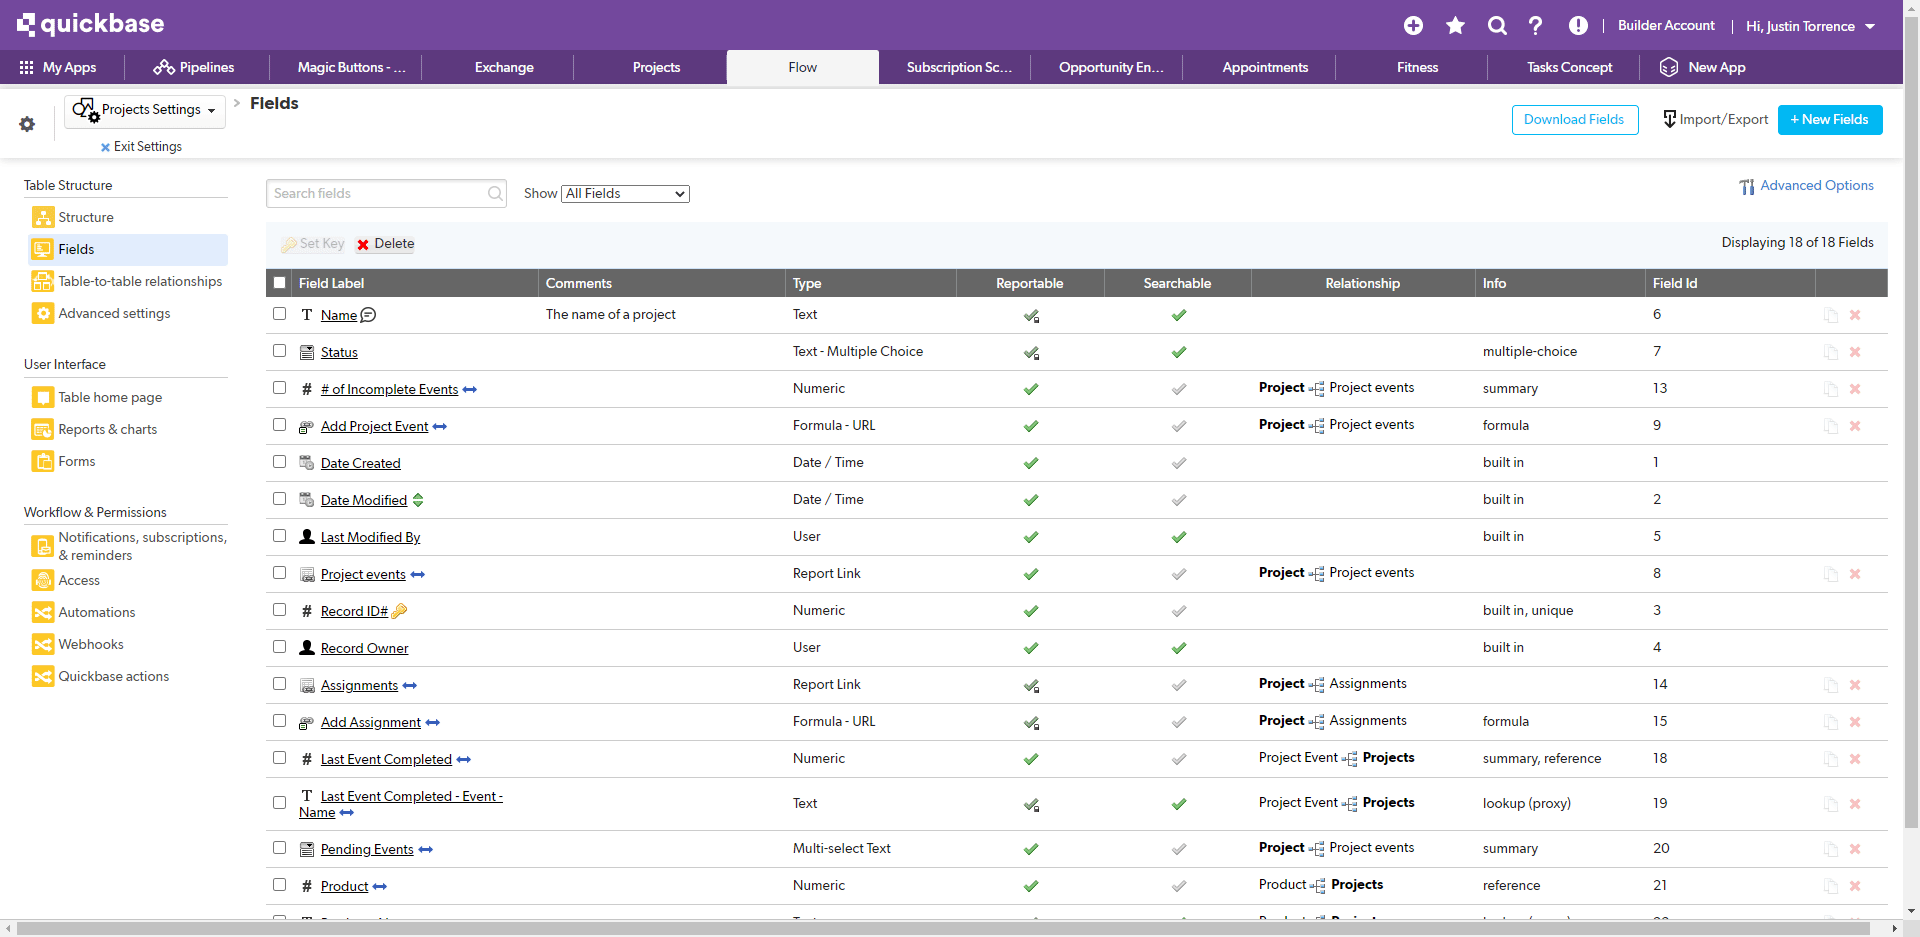 quickbase
Builder Account
Hi, Justin Torrence
My Apps
Pipelines
Magic Buttons - ...
Exchange
Projects
Flow
Subscription Sc...
Opportunity En...
Appointments
Fitness
Tasks Concept
New App
Projects Settings > Fields
Exit Settings
Download Fields
Import/Export
+ New Fields
Table Structure
Structure
Fields
Table-to-table relationships
Advanced settings
User Interface
Table home page
Reports & charts
Forms
Workflow & Permissions
Notifications, subscriptions,
& reminders
Access
Automations
Webhooks
Quickbase actions
Search fields
Show All Fields
Advanced Options
Set Key Delete
Displaying 18 of 18 Fields
Field Label Comments Type Reportable Searchable Relationship Info Field Id
Name The name of a project Text 6
Status Text - Multiple Choice multiple-choice 7
# # of Incomplete Events Numeric Project Project events summary 13
Add Project Event Formula - URL Project Project events formula 9
Date Created Date / Time built in 1
Date Modified Date / Time built in 2
Last Modified By User built in 5
Project events Report Link Project Project events 8
# Record ID# Numeric built in, unique 3
Record Owner User built in 4
Assignments Report Link Project Assignments 14
Add Assignment Formula - URL Project Assignments formula 15
# Last Event Completed Numeric Project Event Projects summary, reference 18
T Last Event Completed - Event -
Name Text Project Event Projects lookup (proxy) 19
Pending Events Multi-select Text Project Project events summary 20
# Product Numeric Product Projects reference 21